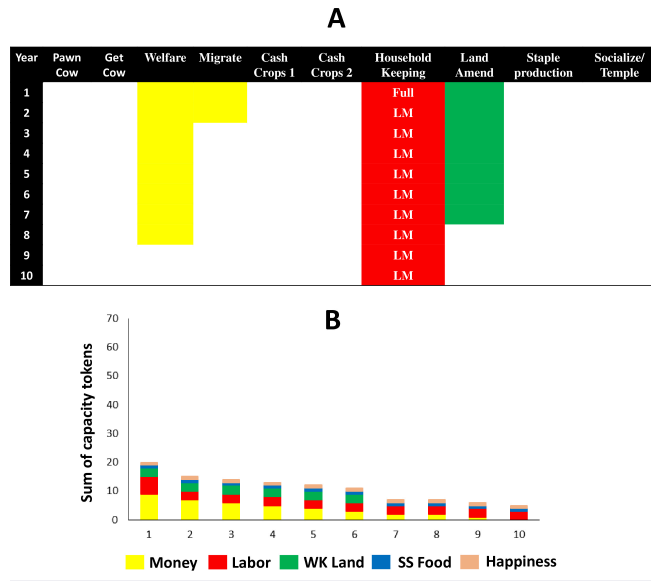 A
Year Pawn Cow Get Cow Welfare Migrate Cash Crops 1 Cash Crops 2 Household Keeping Land Amend Staple production Socialize/ Temple
1 Full
2 LM
3 LM
4 LM
5 LM
6 LM
7 LM
8 LM
9 LM
10 LM
B
Sum of capacity tokens
70
60
50
40
30
20
10
0
1 2 3 4 5 6 7 8 9 10
Money Labor WK Land SS Food Happiness